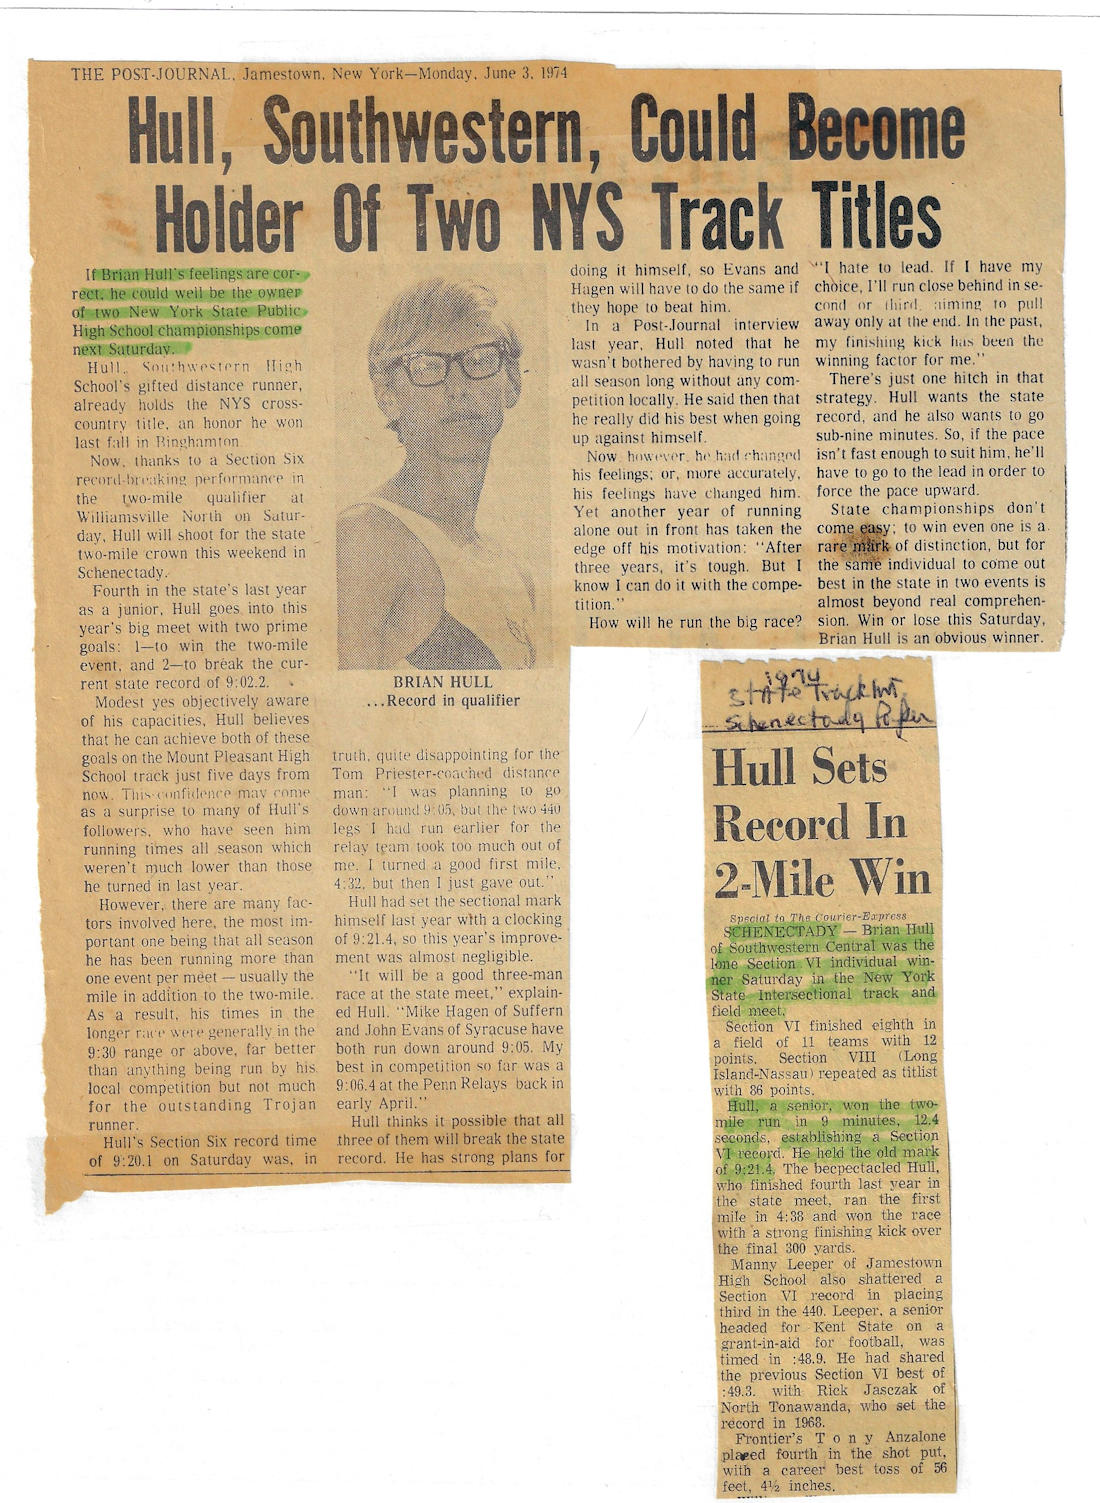 THE POST-JOURNAL, Jamestown, New York—Monday, June 3, 1974
Hull, Southwestern, Could Become
Holder Of Two NYS Track Titles
If Brian Hull's feelings are cor-
rect, he could well be the owner
of two New York State Public
High School championships come
next Saturday.
Hull, Southwestern High
School's gifted distance runner,
already holds the NYS cross-
country title, an honor he won
last fall in Binghamton.
Now, thanks to a Section Six
record-breaking performance in
the two-mile qualifier at
Williamsville North on Satur-
day, Hull will shoot for the state
two-mile crown this weekend in
Schenectady.
Fourth in the state's last year
as a junior, Hull goes into this
year's big meet with two prime
goals: 1—to win the two-mile
event, and 2—to break the cur-
rent state record of 9:02.2.
Modest yes objectively aware
of his capacities, Hull believes
that he can achieve both of these
goals on the Mount Pleasant High
School track just five days from
now. This confidence may come
as a surprise to many of Hull's
followers, who have seen him
running times all season which
weren't much lower than those
he turned in last year.
However, there are many fac-
tors involved here, the most im-
portant one being that all season
he has been running more than
one event per meet — usually the
mile in addition to the two-mile.
As a result, his times in the
longer race were generally in the
9:30 range or above, far better
than anything being run by his
local competition but not much
for the outstanding Trojan
runner.
Hull's Section Six record time
of 9:20.1 on Saturday was, in
BRIAN HULL
...Record in qualifier
truth, quite disappointing for the
Tom Priester-coached distance
man: "I was planning to go
down around 9:05, but the two 440
legs I had run earlier for the
relay team took too much out of
me. I turned a good first mile,
4:32, but then I just gave out."
Hull had set the sectional mark
himself last year with a clocking
of 9:21.4, so this year's improve-
ment was almost negligible.
"It will be a good three-man
race at the state meet," explain-
ed Hull. "Mike Hagen of Suffern
and John Evans of Syracuse have
both run down around 9:05. My
best in competition so far was a
9:06.4 at the Penn Relays back in
early April."
Hull thinks it possible that all
three of them will break the state
record. He has strong plans for
doing it himself, so Evans and
Hagen will have to do the same if
they hope to beat him.
In a Post-Journal interview
last year, Hull noted that he
wasn't bothered by having to run
all season long without any com-
petition locally. He said then that
he really did his best when going
up against himself.
Now, however, he had changed
his feelings; or, more accurately,
his feelings have changed him.
Yet another year of running
alone out in front has taken the
edge off his motivation: "After
three years, it's tough. But I
know I can do it with the compe-
tition."
How will he run the big race?
"I hate to lead. If I have my
choice, I'll run close behind in se-
cond or third, aiming to pull
away only at the end. In the past,
my finishing kick has been the
winning factor for me."
There's just one hitch in that
strategy. Hull wants the state
record, and he also wants to go
sub-nine minutes. So, if the pace
isn't fast enough to suit him, he'll
have to go to the lead in order to
force the pace upward.
State championships don't
come easy; to win even one is a
rare mark of distinction, but for
the same individual to come out
best in the state in two events is
almost beyond real comprehen-
sion. Win or lose this Saturday,
Brian Hull is an obvious winner.
1974
State Track
Schenectady Paper
Hull Sets
Record In
2-Mile Win
Special to The Courier-Express
SCHENECTADY — Brian Hull
of Southwestern Central was the
lone Section VI individual win-
ner Saturday in the New York
State Intersectional track and
field meet.
Section VI finished eighth in
a field of 11 teams with 12
points. Section VIII (Long
Island-Nassau) repeated as titlist
with 86 points.
Hull, a senior, won the two-
mile run in 9 minutes, 12.4
seconds, establishing a Section
VI record. He held the old mark
of 9:21.4. The becpectacled Hull,
who finished fourth last year in
the state meet, ran the first
mile in 4:38 and won the race
with a strong finishing kick over
the final 300 yards.
Manny Leeper of Jamestown
High School also shattered a
Section VI record in placing
third in the 440. Leeper, a senior
headed for Kent State on a
grant-in-aid for football, was
timed in :48.9. He had shared
the previous Section VI best of
:49.3. with Rick Jasczak of
North Tonawanda, who set the
record in 1968.
Frontier's Tony Anzalone
placed fourth in the shot put,
with a career best toss of 56
feet, 4½ inches.